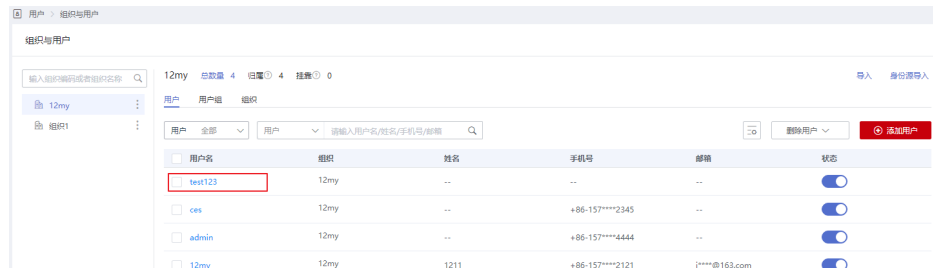 用户 > 组织与用户
组织与用户
输入组织编码或者组织名称
12my 总数量 4 归属 4 挂靠 0
导入 身份源导入
12my
组织1
用户 用户组 组织
用户 全部 用户 请输入用户名/姓名/手机号/邮箱 删除用户 添加用户
用户名 组织 姓名 手机号 邮箱 状态
test123 12my -- -- --
ces 12my -- +86-157****2345 --
admin 12my -- +86-157****4444 --
12my 12my 1211 +86-157****2121 i****@163.com